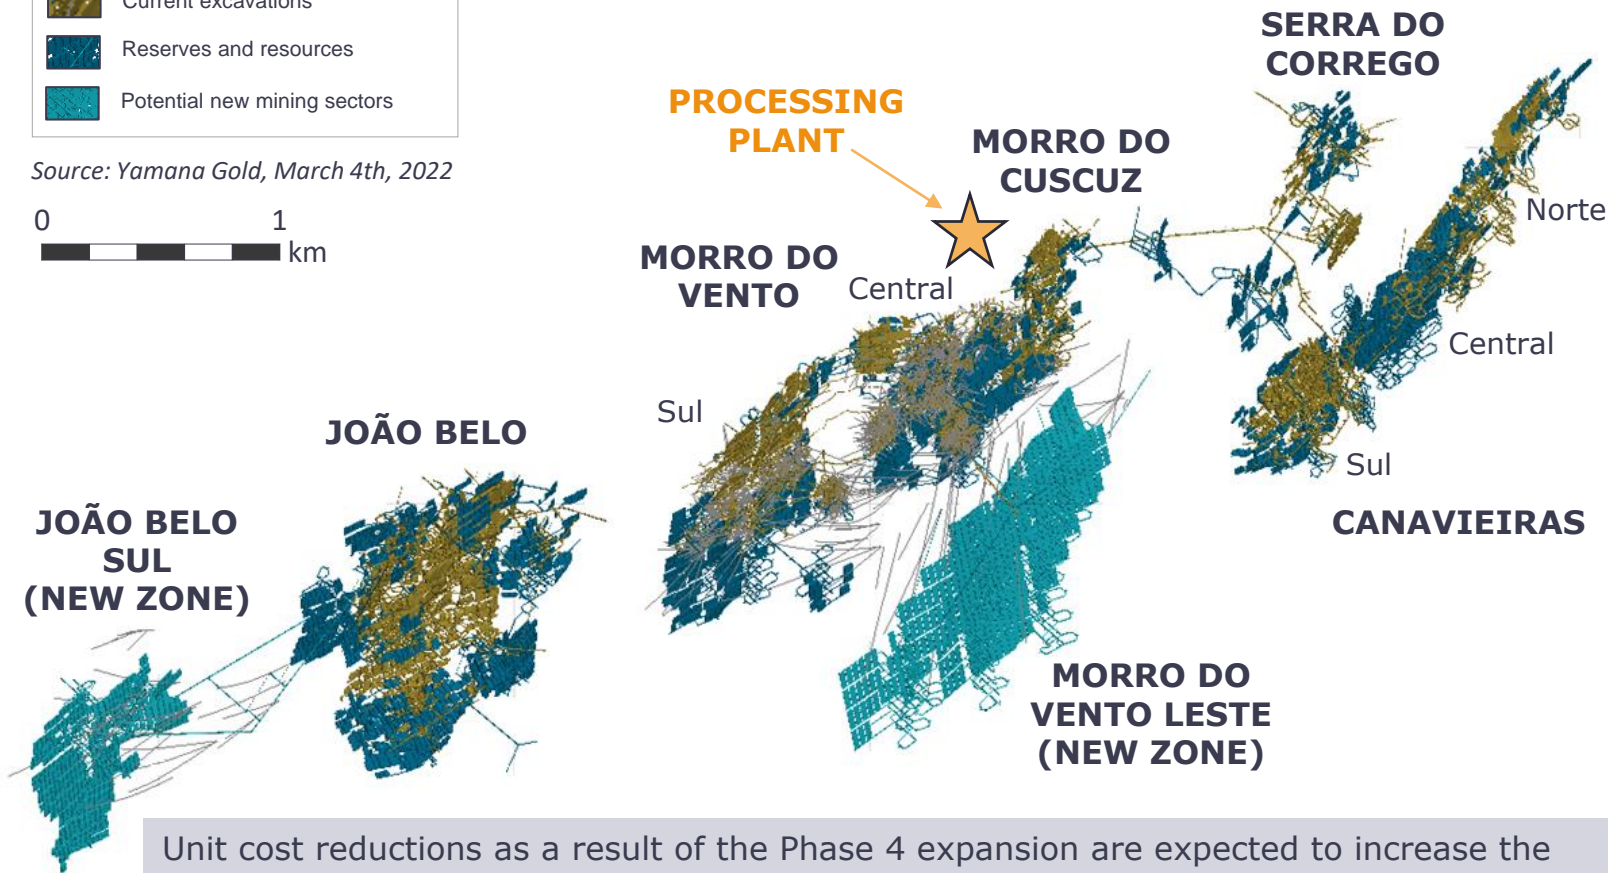 Current excavations
Reserves and resources
Potential new mining sectors
Source: Yamana Gold, March 4th, 2022
0 1
km
SERRA DO
CORREGO
PROCESSING
PLANT
MORRO DO
CUSCUZ
Norte
MORRO DO
VENTO
Central
Central
Sul
Sul
CANAVIEIRAS
JOÃO BELO
JOÃO BELO
SUL
(NEW ZONE)
MORRO DO
VENTO LESTE
(NEW ZONE)
Unit cost reductions as a result of the Phase 4 expansion are expected to increase the